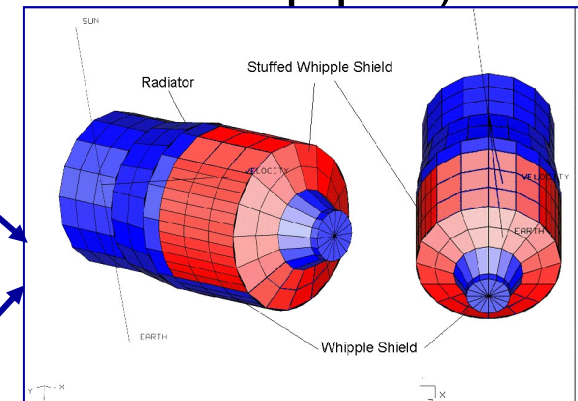 SUN
Stuffed Whipple Shield
Radiator
VELOCITY
VELOCITY
EARTH
EARTH
Whipple Shield
Y
X
X